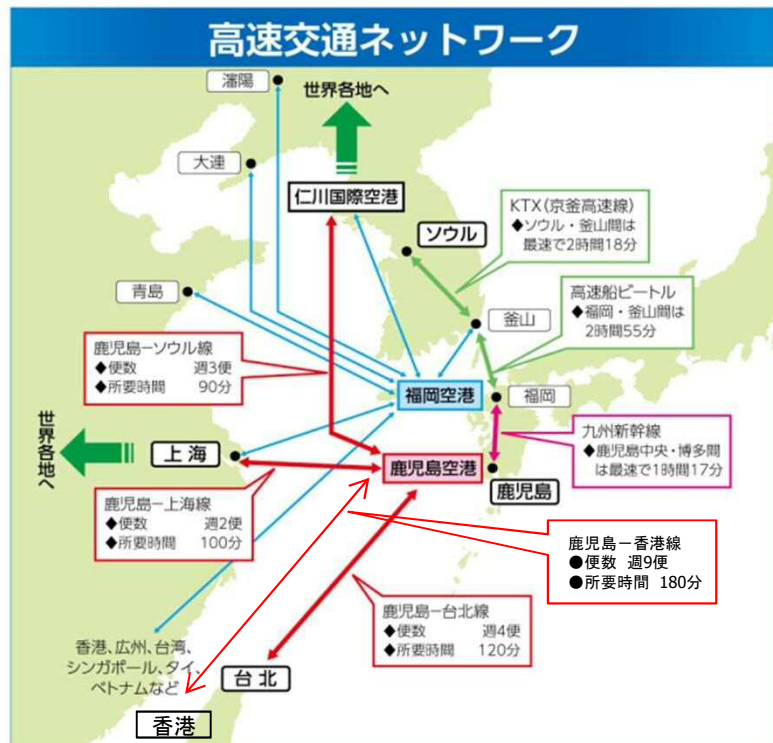 高速交通ネットワーク
瀋陽
世界各地へ
大連
仁川国際空港
KTX(京釜高速線)
◆ソウル・釜山間は
最速で2時間18分
ソウル
青島
高速船ビートル
◆福岡・釜山間は
2時間55分
釜山
鹿児島－ソウル線
◆便数 週3便
◆所要時間 90分
福岡空港
福岡
世界各地へ
九州新幹線
◆鹿児島中央・博多間
は最速で1時間17分
上海
鹿児島空港
鹿児島
鹿児島－上海線
◆便数 週2便
◆所要時間 100分
鹿児島－香港線
●便数 週9便
●所要時間 180分
鹿児島－台北線
◆便数 週4便
◆所要時間 120分
香港、広州、台湾、
シンガポール、タイ、
ベトナムなど
台北
香港